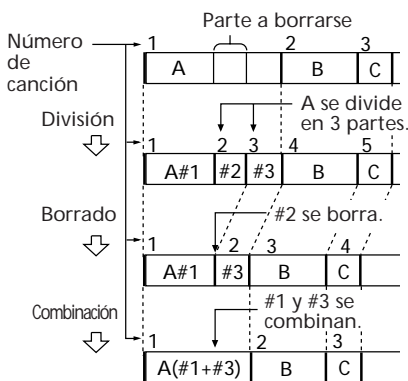 Parte a borrarse
Número
de
canción
1 2 3
A B C
División
A se divide
en 3 partes.
1 2 3 4 5
A#1 #2 #3 B C
Borrado
#2 se borra.
1 2 3 4
A#1 #3 B C
Combinación
#1 y #3 se
combinan.
1 2 3
A(#1+#3) B C